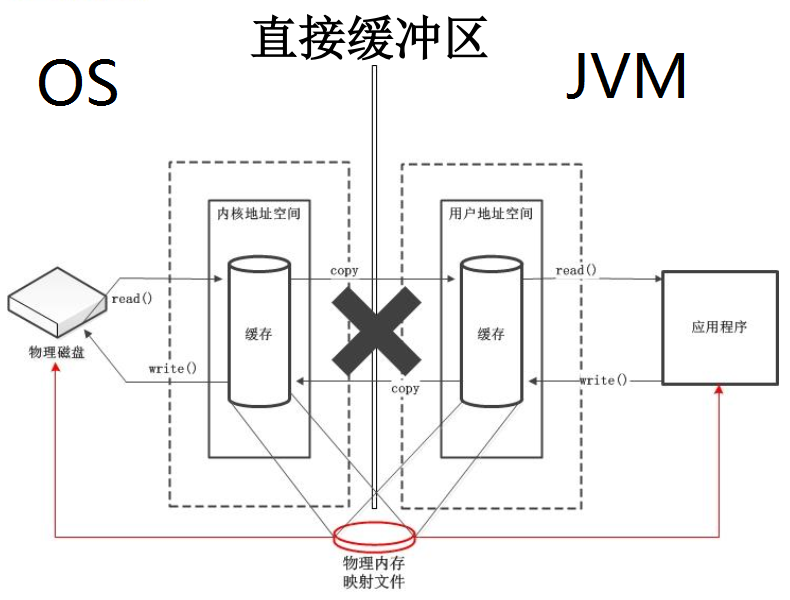 直接缓冲区
OS
JVM
内核地址空间
用户地址空间
copy
read()
read()
缓存
缓存
应用程序
物理磁盘
write()
copy
write()
物理内存
映射文件